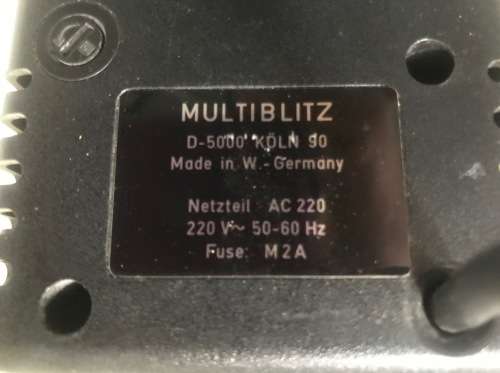 MULTIBLITZ
D-5000 KÖLN 90
Made in W.-Germany
Netzteil AC 220
220 V~ 50-60 Hz
Fuse: M2A